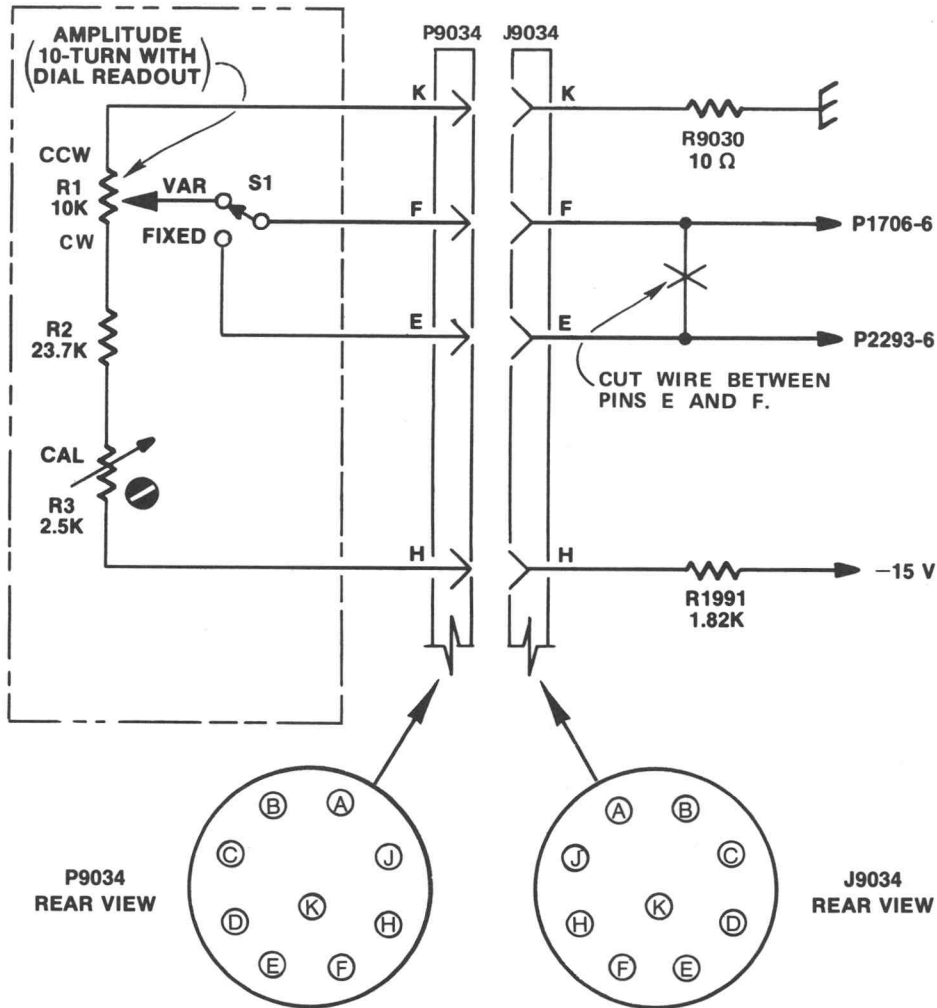 AMPLITUDE
10-TURN WITH
DIAL READOUT
P9034
J9034
K
K
R9030
10 Ω
CCW
R1
10K
CW
VAR
S1
FIXED
F
F
P1706-6
E
E
P2293-6
R2
23.7K
CUT WIRE BETWEEN
PINS E AND F.
CAL
R3
2.5K
H
H
R1991
1.82K
−15 V
P9034
REAR VIEW
B
A
C
J
K
D
H
E
F
A
B
J
C
K
H
D
F
E
J9034
REAR VIEW